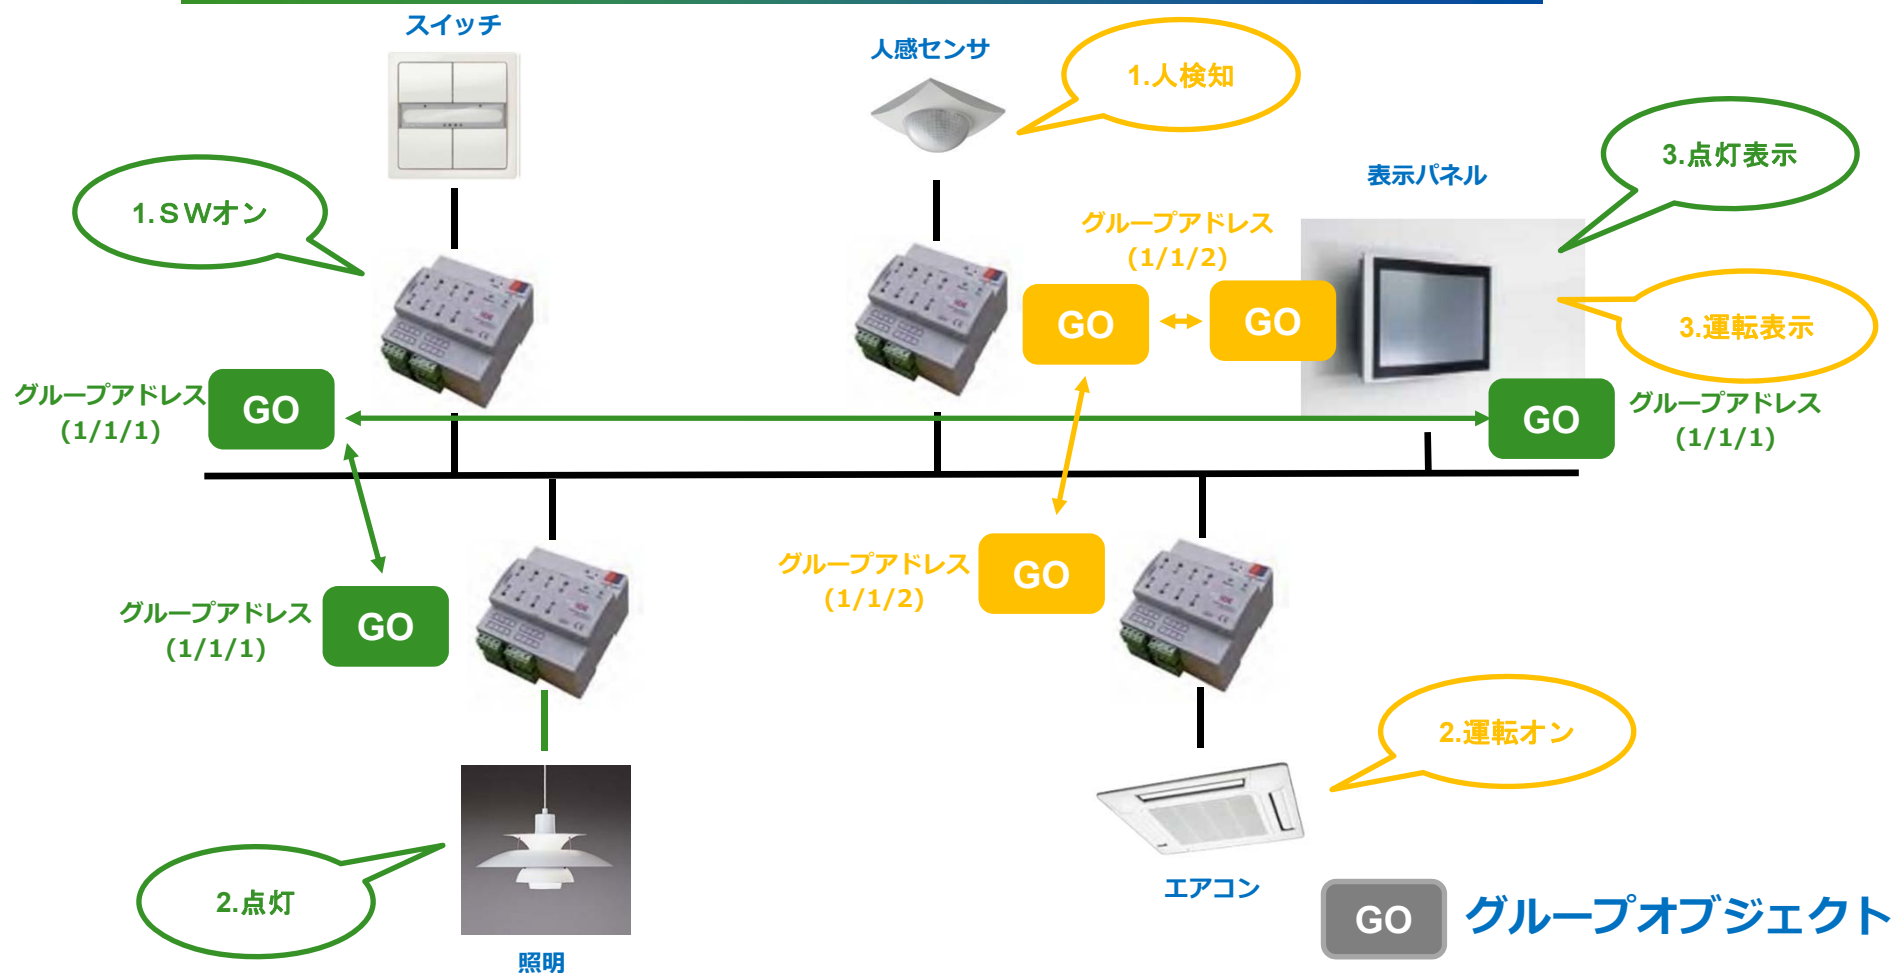 スイッチ
人感センサ
1.人検知
3.点灯表示
表示パネル
1.ＳＷオン
グループアドレス
(1/1/2)
GO
GO
3.運転表示
グループアドレス
(1/1/1)
GO
GO
グループアドレス
(1/1/1)
グループアドレス
(1/1/2)
GO
グループアドレス
(1/1/1)
GO
2.運転オン
2.点灯
エアコン
照明
GO
グループオブジェクト